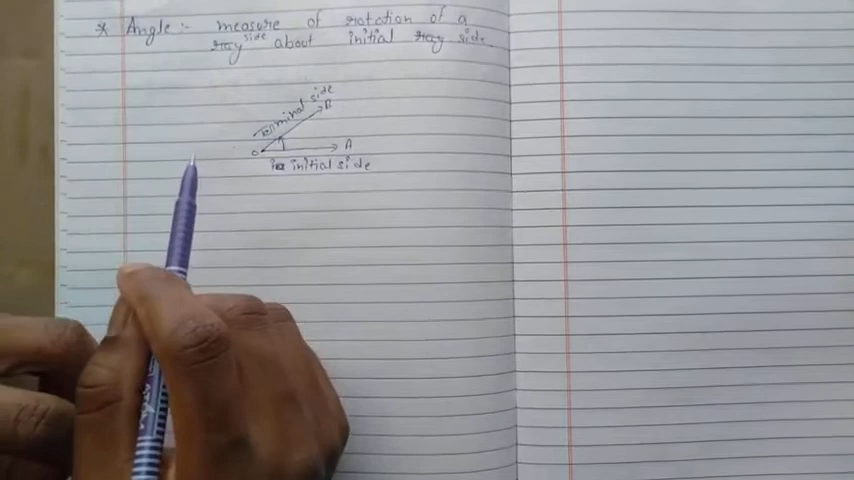 * Angle :- measure of rotation of a
ray side about initial ray side.
Terminal side
B
O
A
initial side